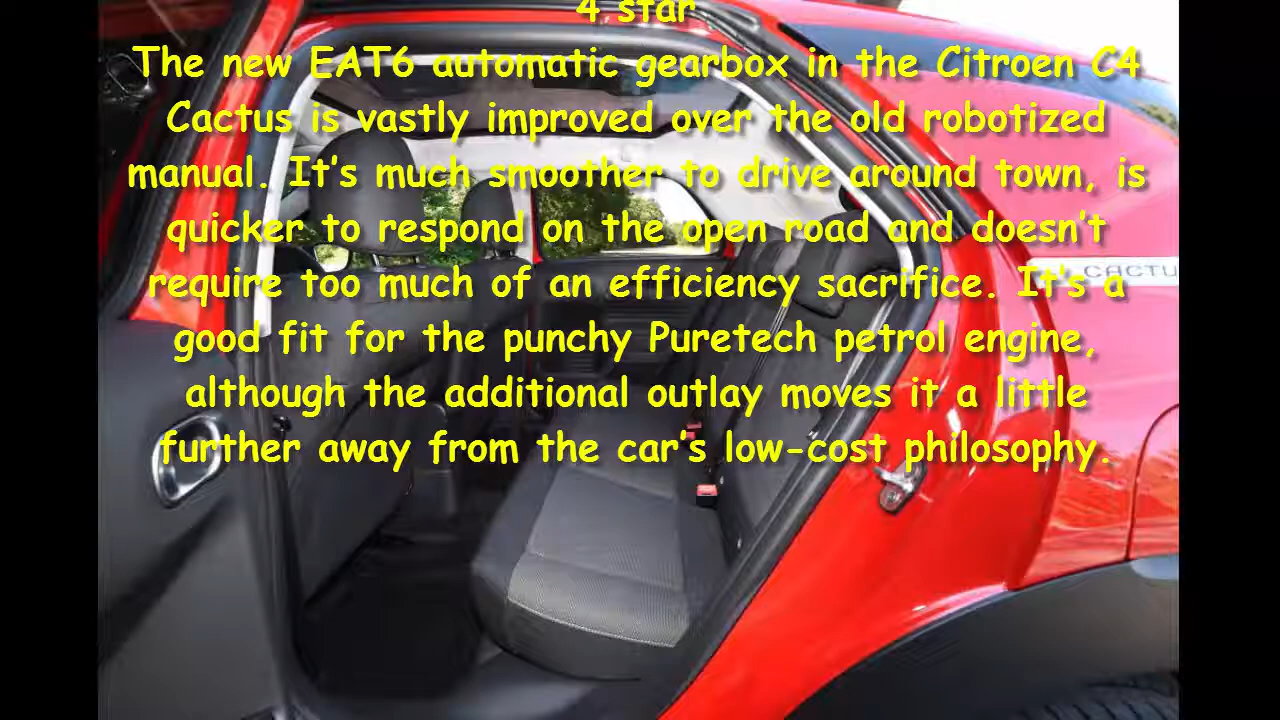 4 star
The new EAT6 automatic gearbox in the Citroen C4
Cactus is vastly improved over the old robotized
manual. It's much smoother to drive around town, is
quicker to respond on the open road and doesn't
require too much of an efficiency sacrifice. It's a
good fit for the punchy Puretech petrol engine,
although the additional outlay moves it a little
further away from the car's low-cost philosophy.
CACTU